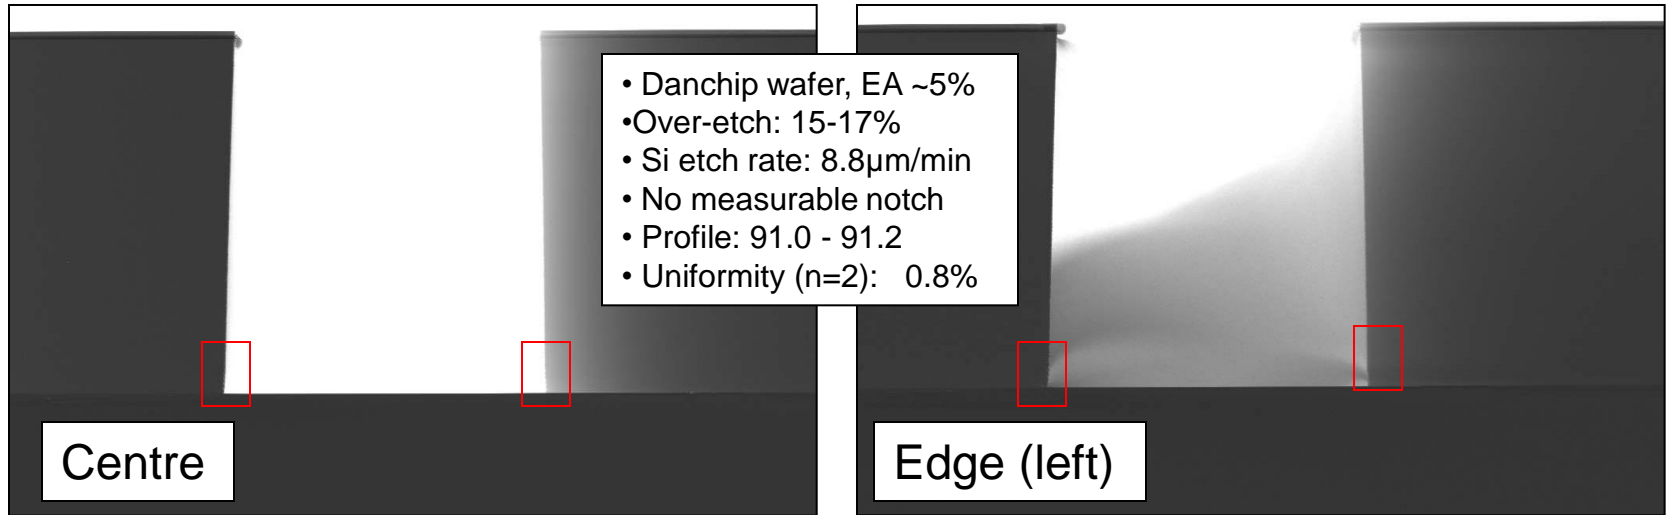 • Danchip wafer, EA ~5%
•Over-etch: 15-17%
• Si etch rate: 8.8µm/min
• No measurable notch
• Profile: 91.0 - 91.2
• Uniformity (n=2): 0.8%
Centre
Edge (left)